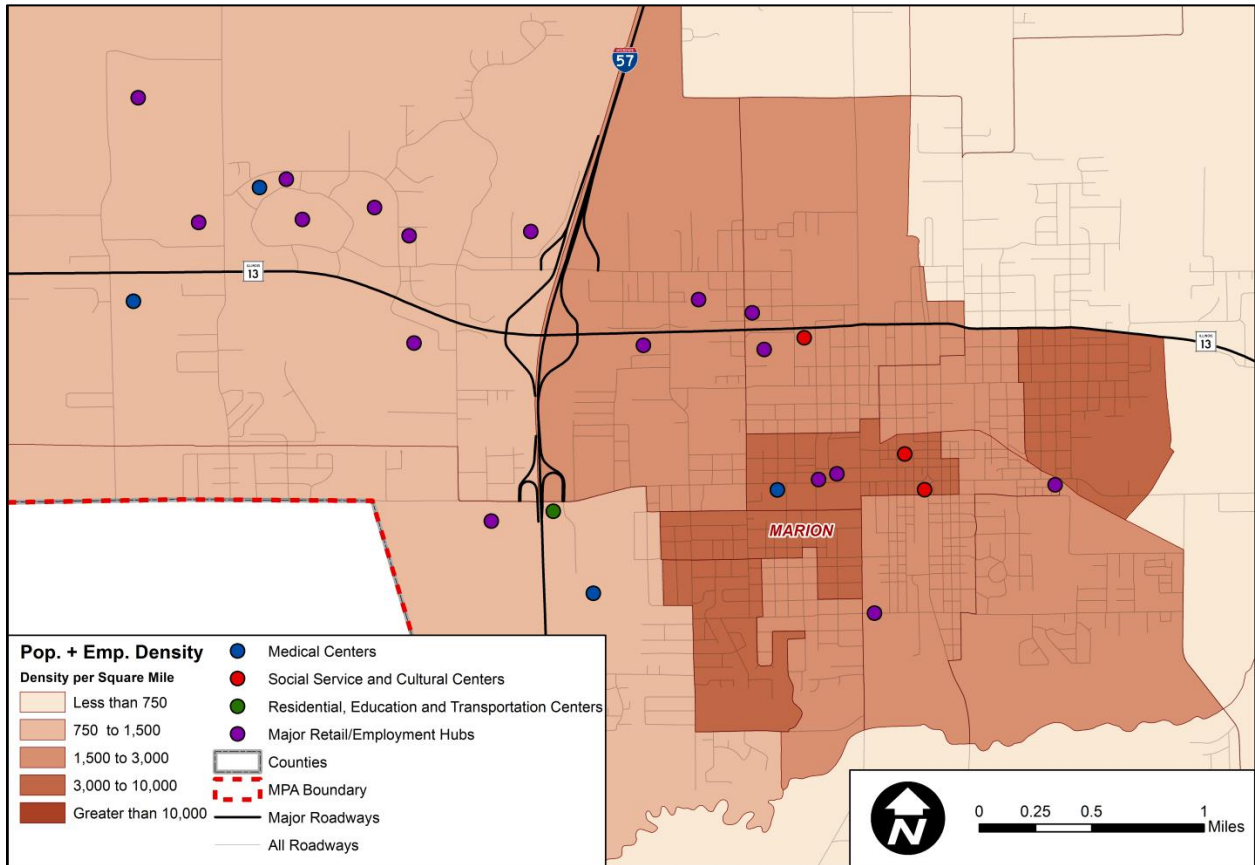 INTERSTATE
57
ILLINOIS
13
ILLINOIS
13
MARION
Pop. + Emp. Density
Density per Square Mile
Less than 750
750 to 1,500
1,500 to 3,000
3,000 to 10,000
Greater than 10,000
Medical Centers
Social Service and Cultural Centers
Residential, Education and Transportation Centers
Major Retail/Employment Hubs
Counties
MPA Boundary
Major Roadways
All Roadways
N
0 0.25 0.5 1
Miles